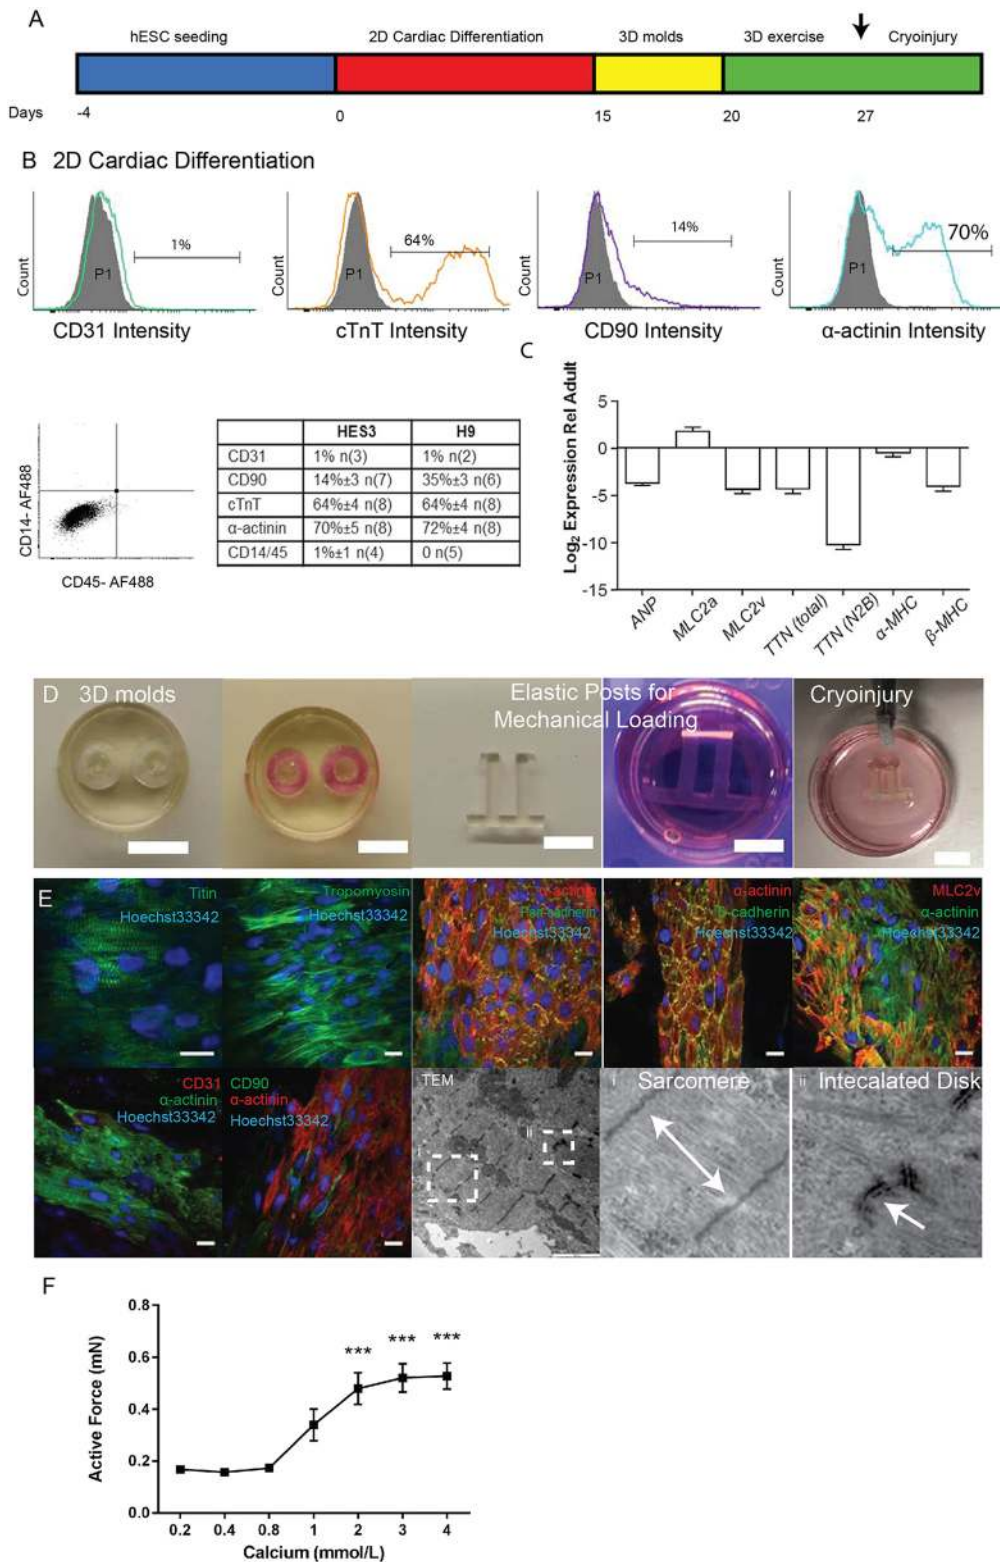 A
hESC seeding 2D Cardiac Differentiation 3D molds 3D exercise Cryoinjury
Days -4 0 15 20 27
B 2D Cardiac Differentiation
Count P1 1% CD31 Intensity
Count P1 64% cTnT Intensity
Count P1 14% CD90 Intensity
Count P1 70% α-actinin Intensity
CD14- AF488
CD45- AF488
HES3 H9
CD31 1% n(3) 1% n(2)
CD90 14%±3 n(7) 35%±3 n(6)
cTnT 64%±4 n(8) 64%±4 n(8)
α-actinin 70%±5 n(8) 72%±4 n(8)
CD14/45 1%±1 n(4) 0 n(5)
C
Log2 Expression Rel Adult
5
0
-5
-10
-15
ANP MLC2a MLC2v TTN (total) TTN (N2B) α-MHC β-MHC
D 3D molds
Elastic Posts for
Mechanical Loading
Cryoinjury
E
Titin
Hoechst33342
Tropomyosin
Hoechst33342
α-actinin
Hoechst33342
α-actinin
Hoechst33342
MLC2v
α-actinin
Hoechst33342
CD31
α-actinin
Hoechst33342
CD90
α-actinin
Hoechst33342
TEM
i
ii
i Sarcomere
ii Intecalated Disk
F
Active Force (mN)
0.8
0.6
0.4
0.2
0.0
*** *** ***
0.2 0.4 0.8 1 2 3 4
Calcium (mmol/L)